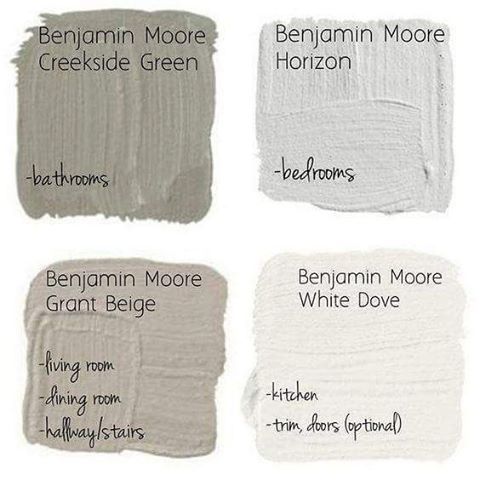 Benjamin Moore
Creekside Green
-bathrooms
Benjamin Moore
Horizon
-bedrooms
Benjamin Moore
Grant Beige
-living room
-dining room
-hallway/stairs
Benjamin Moore
White Dove
-kitchen
-trim, doors (optional)